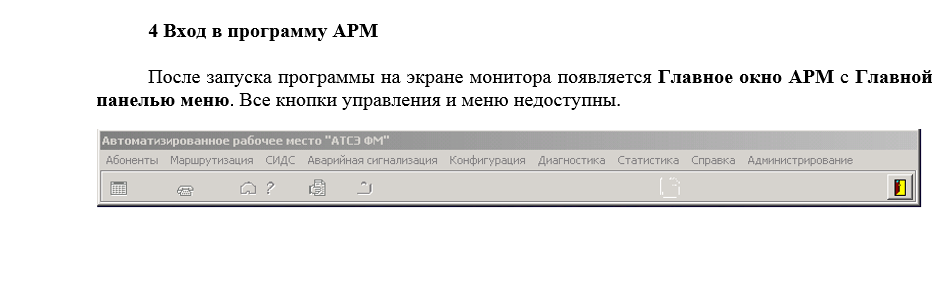 4 Вход в программу АРМ
После запуска программы на экране монитора появляется Главное окно АРМ с Главной
панелью меню. Все кнопки управления и меню недоступны.
Автоматизированное рабочее место "АТСЭ ФМ"
Абоненты Маршрутизация СИДС Аварийная сигнализация Конфигурация Диагностика Статистика Справка Администрирование
?